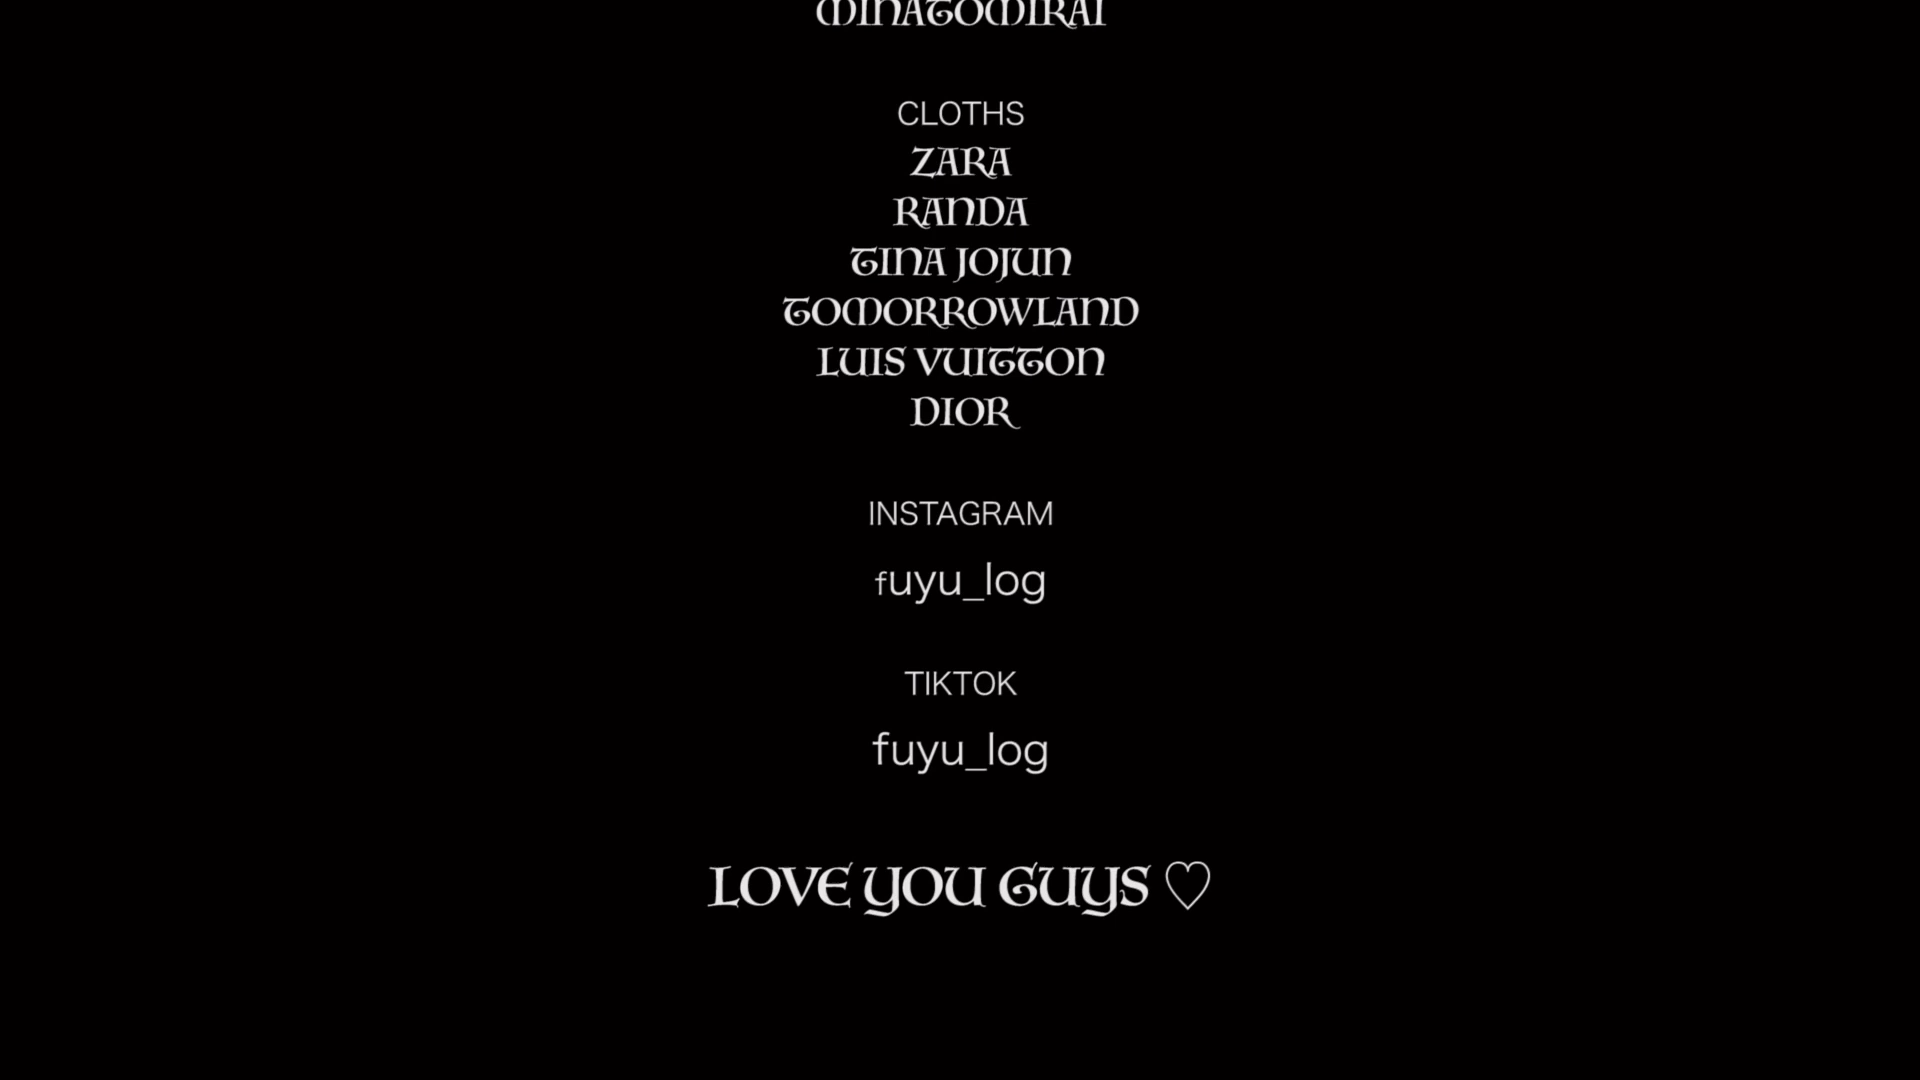 MINATOMIRAI
CLOTHS
ZARA
RANDA
TINA JOJUN
TOMORROWLAND
LUIS VUITTON
DIOR
INSTAGRAM
fuyu_log
TIKTOK
fuyu_log
LOVE YOU GUYS ♡